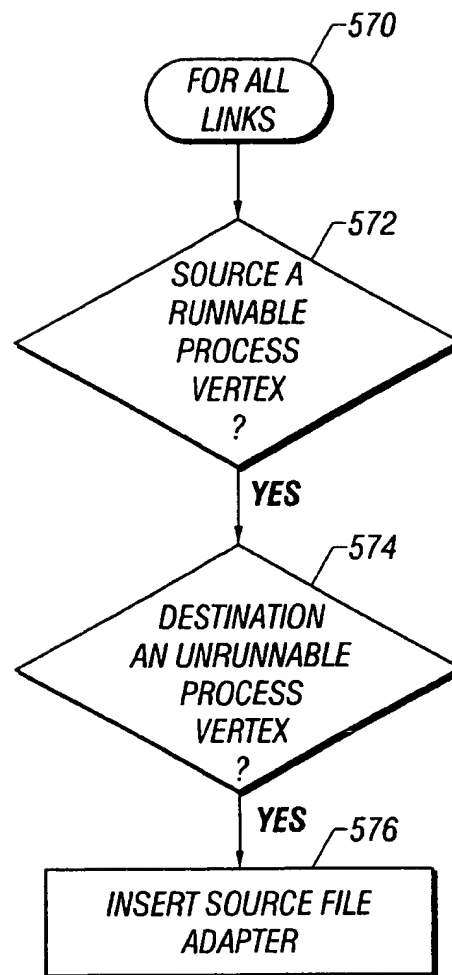 570
FOR ALL
LINKS
572
SOURCE A
RUNNABLE
PROCESS
VERTEX
?
YES
574
DESTINATION
AN UNRUNNABLE
PROCESS
VERTEX
?
YES
576
INSERT SOURCE FILE
ADAPTER